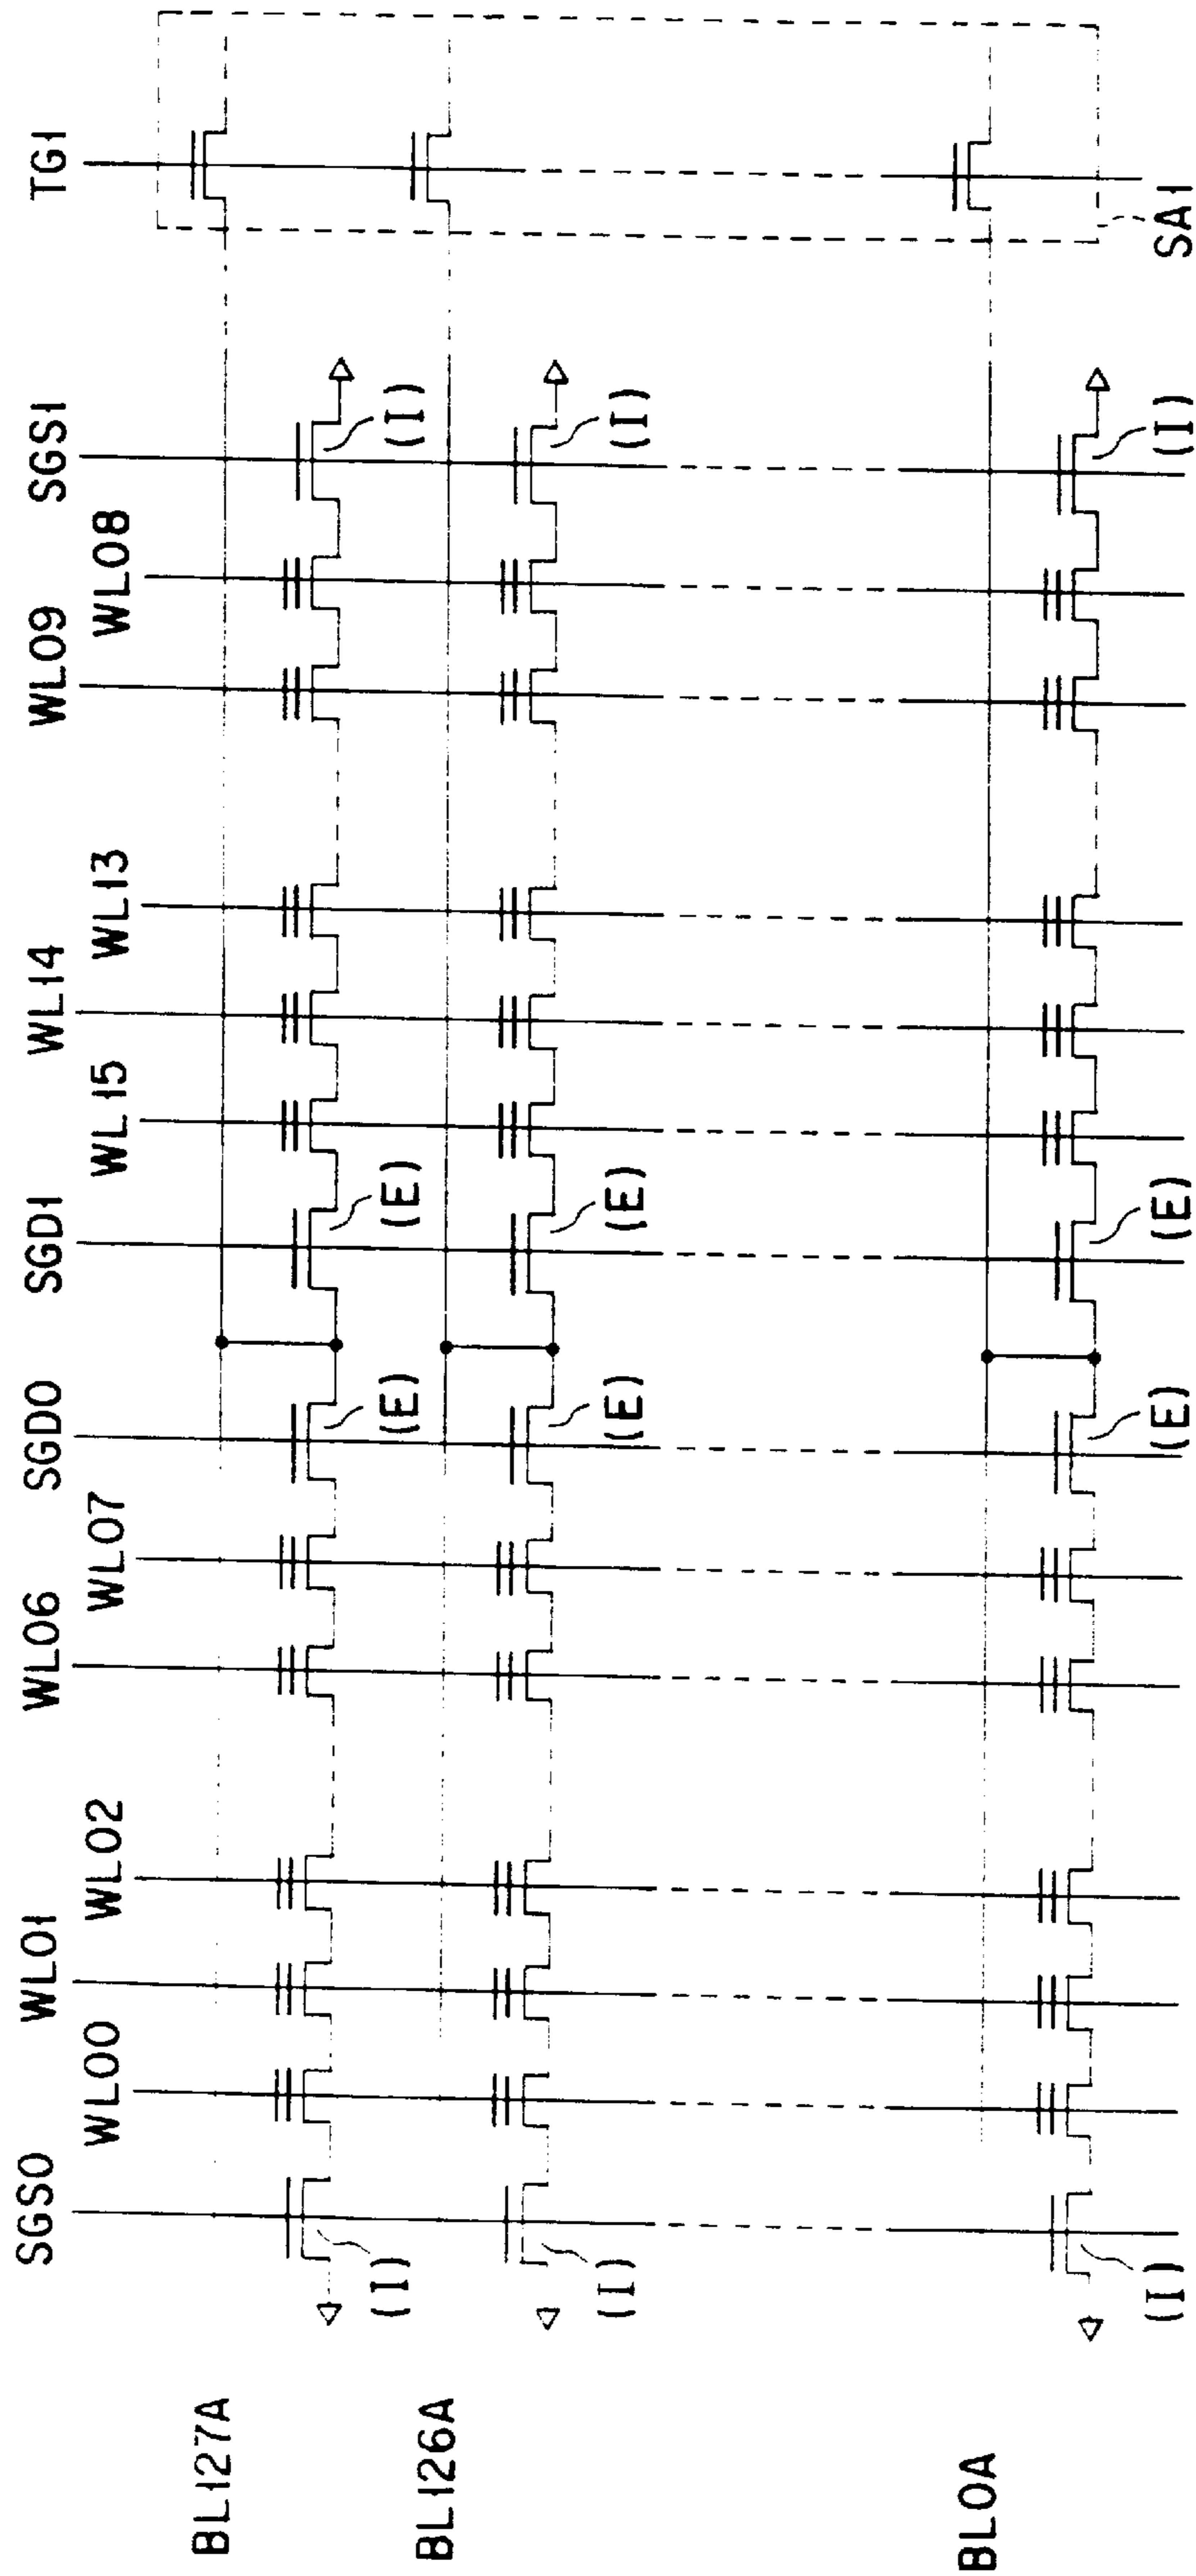 SGS0
WL00
WL01
WL02
WL06
WL07
SGD0
SGD1
WL15
WL14
WL13
WL09
WL08
SGS1
TG1
BL127A
(I)
(E)
(E)
(I)
BL126A
(I)
(E)
(E)
(I)
BL0A
(I)
(E)
(E)
(I)
SA1